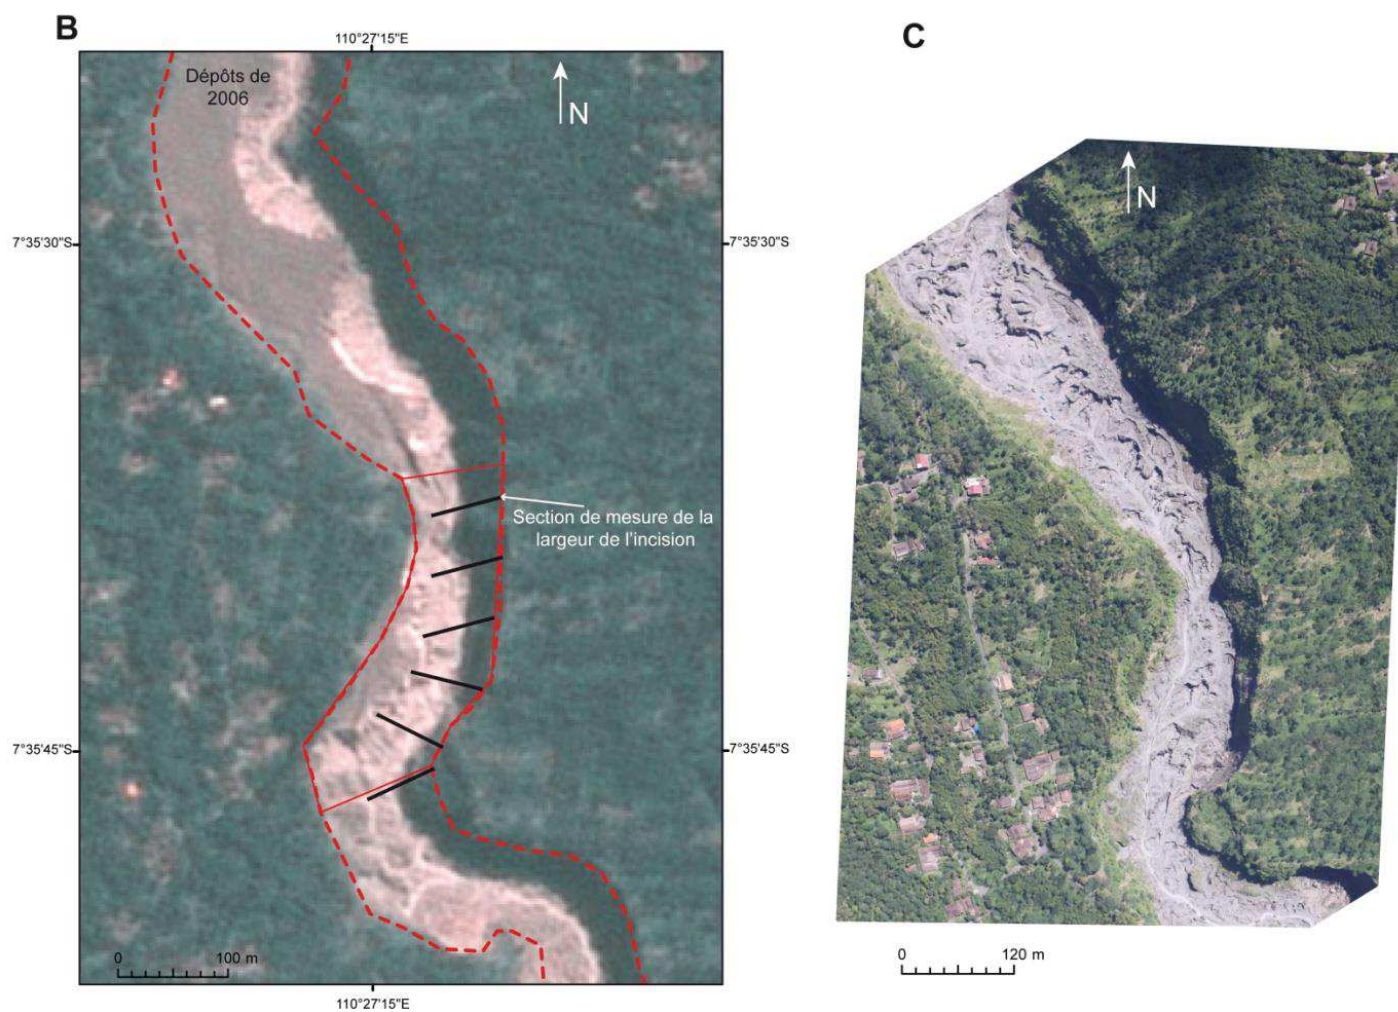 B
110°27'15"E
C
Dépôts de
2006
N
N
7°35'30"S
7°35'30"S
Section de mesure de la
largeur de l'incision
7°35'45"S
7°35'45"S
0 100 m
0 120 m
110°27'15"E